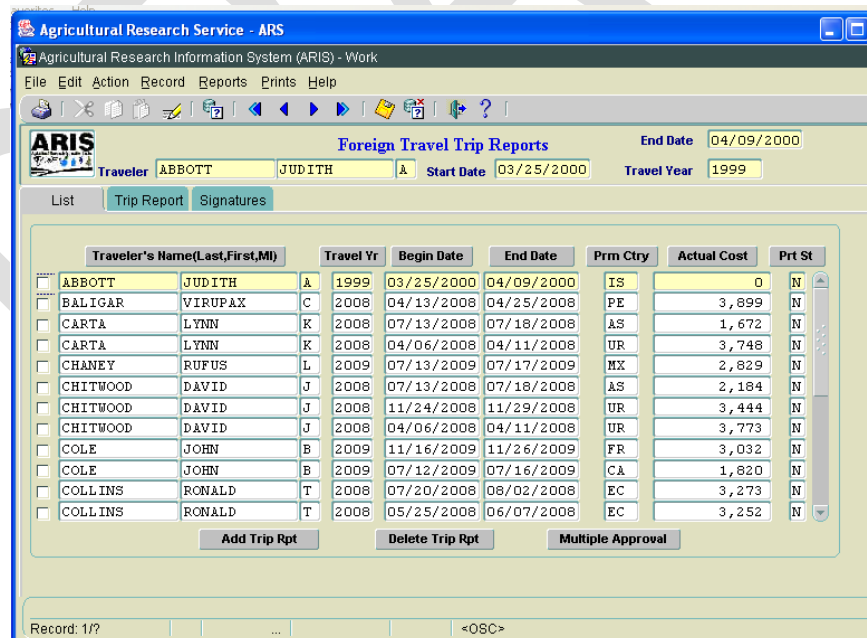 Favorites Help
Agricultural Research Service - ARS
Agricultural Research Information System (ARIS) - Work
File Edit Action Record Reports Prints Help
ARIS
Foreign Travel Trip Reports End Date 04/09/2000
Traveler ABBOTT JUDITH A Start Date 03/25/2000 Travel Year 1999
List Trip Report Signatures
Traveler's Name(Last,First,MI) Travel Yr Begin Date End Date Prm Ctry Actual Cost Prt St
ABBOTT JUDITH A 1999 03/25/2000 04/09/2000 IS 0 N
BALIGAR VIRUPAX C 2008 04/13/2008 04/25/2008 PE 3,899 N
CARTA LYNN K 2008 07/13/2008 07/18/2008 AS 1,672 N
CARTA LYNN K 2008 04/06/2008 04/11/2008 UR 3,748 N
CHANEY RUFUS L 2009 07/13/2009 07/17/2009 MX 2,829 N
CHITWOOD DAVID J 2008 07/13/2008 07/18/2008 AS 2,184 N
CHITWOOD DAVID J 2008 11/24/2008 11/29/2008 UR 3,444 N
CHITWOOD DAVID J 2008 04/06/2008 04/11/2008 UR 3,773 N
COLE JOHN B 2009 11/16/2009 11/26/2009 FR 3,032 N
COLE JOHN B 2009 07/12/2009 07/16/2009 CA 1,820 N
COLLINS RONALD T 2008 07/20/2008 08/02/2008 EC 3,273 N
COLLINS RONALD T 2008 05/25/2008 06/07/2008 EC 3,252 N
Add Trip Rpt Delete Trip Rpt Multiple Approval
Record: 1/? ... <OSC>